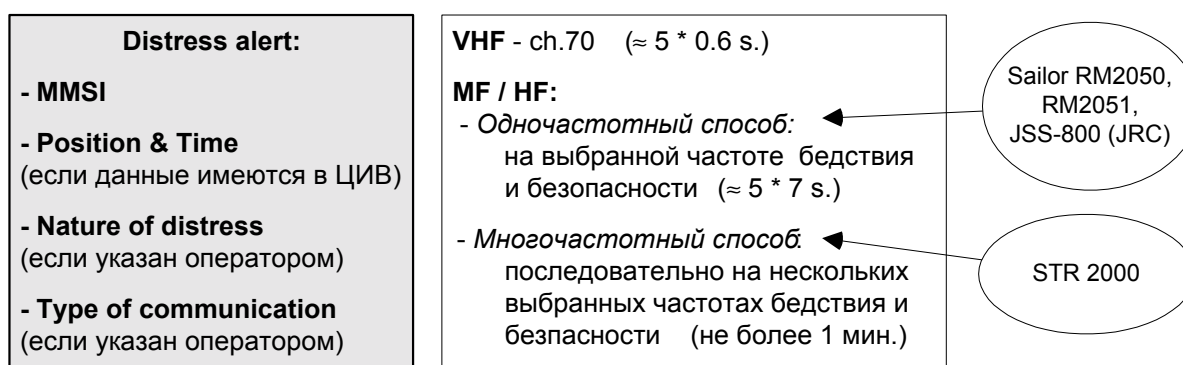 Distress alert:
- MMSI
- Position & Time
(если данные имеются в ЦИВ)
- Nature of distress
(если указан оператором)
- Type of communication
(если указан оператором)
VHF - ch.70 (≈ 5 * 0.6 s.)
MF / HF:
- Одночастотный способ:
на выбранной частоте бедствия
и безопасности (≈ 5 * 7 s.)
- Многочастотный способ:
последовательно на нескольких
выбранных частотах бедствия и
безпасности (не более 1 мин.)
Sailor RM2050,
RM2051,
JSS-800 (JRC)
STR 2000